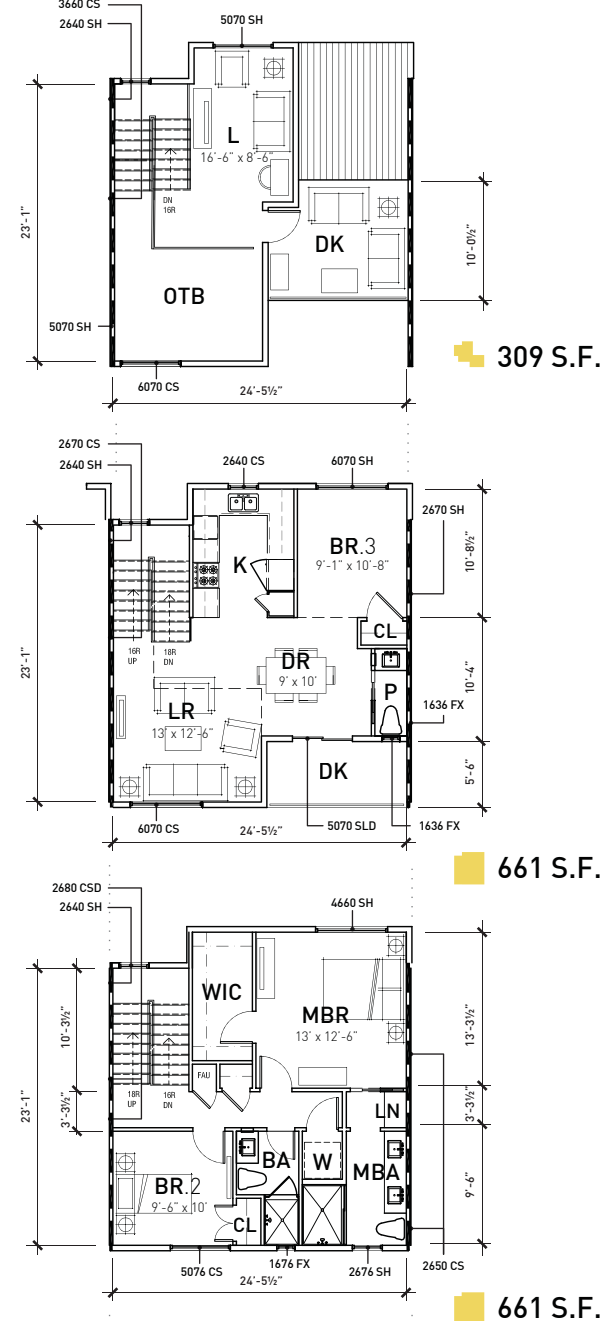 3660 CS
2640 SH
5070 SH
L
16'-6" x 8'-6"
DN
16R
23'-1"
DK
10'-0½"
OTB
5070 SH
309 S.F.
6070 CS
24'-5½"
2670 CS
2640 SH
2640 CS
6070 SH
2670 SH
K
BR.3
9'-1" x 10'-8"
10'-8½"
CL
16R
UP
18R
DN
23'-1"
DR
9' x 10'
P
10'-4"
LR
13' x 12'-6"
1636 FX
DK
5'-6"
6070 CS
24'-5½"
5070 SLD
1636 FX
661 S.F.
2680 CSD
2640 SH
4660 SH
WIC
MBR
13' x 12'-6"
10'-3½"
13'-3½"
FAU
18R
UP
16R
DN
23'-1"
3'-3½"
LN
3'-3½"
BA
W
MBA
BR.2
9'-6" x 10'
9'-6"
CL
5076 CS
1676 FX
2676 SH
2650 CS
24'-5½"
661 S.F.